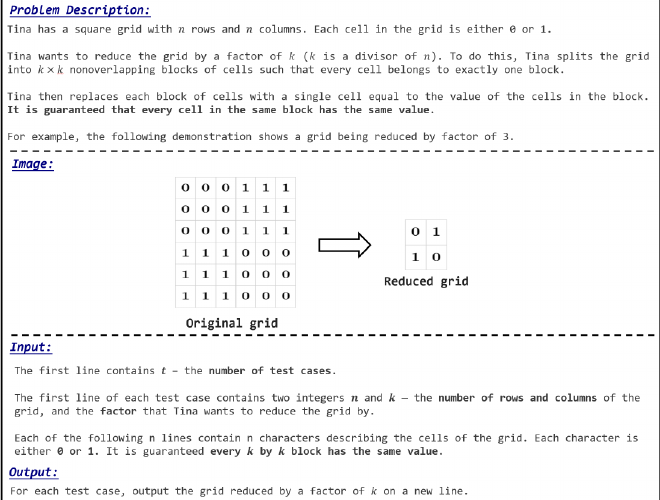 Problem Description:
Tina has a square grid with n rows and n columns. Each cell in the grid is either 0 or 1.
Tina wants to reduce the grid by a factor of k (k is a divisor of n). To do this, Tina splits the grid
into k × k nonoverlapping blocks of cells such that every cell belongs to exactly one block.
Tina then replaces each block of cells with a single cell equal to the value of the cells in the block.
It is guaranteed that every cell in the same block has the same value.
For example, the following demonstration shows a grid being reduced by factor of 3.
Image:
0 0 0 1 1 1
0 0 0 1 1 1
0 0 0 1 1 1
1 1 1 0 0 0
1 1 1 0 0 0
1 1 1 0 0 0
Original grid
0 1
1 0
Reduced grid
Input:
The first line contains t – the number of test cases.
The first line of each test case contains two integers n and k – the number of rows and columns of the
grid, and the factor that Tina wants to reduce the grid by.
Each of the following n lines contain n characters describing the cells of the grid. Each character is
either 0 or 1. It is guaranteed every k by k block has the same value.
Output:
For each test case, output the grid reduced by a factor of k on a new line.